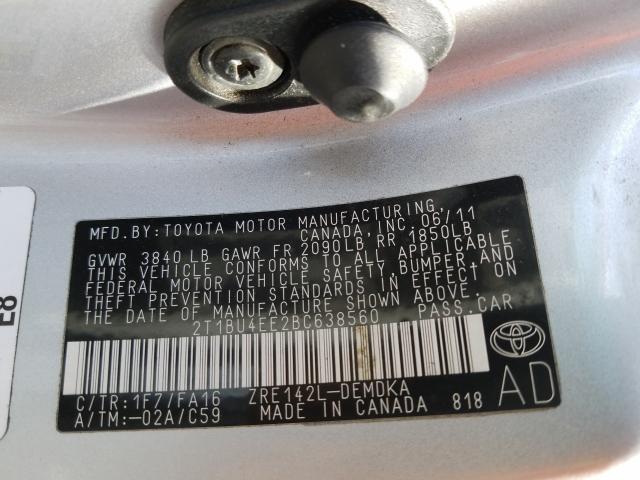 MFD.BY:TOYOTA MOTOR MANUFACTURING,
CANADA, INC. 06/11
GVWR 3840LB GAWR FR 2090LB, RR 1850LB
THIS VEHICLE CONFORMS TO ALL APPLICABLE
FEDERAL MOTOR VEHICLE SAFETY, BUMPER, AND
THEFT PREVENTION STANDARDS IN EFFECT ON
THE DATE OF MANUFACTURE SHOWN ABOVE.
2T1BU4EE2BC638560 PASS.CAR
C/TR:1F7/FA16 ZRE142L-DEMDKA
A/TM:-02A/C59 MADE IN CANADA 818
AD
E8